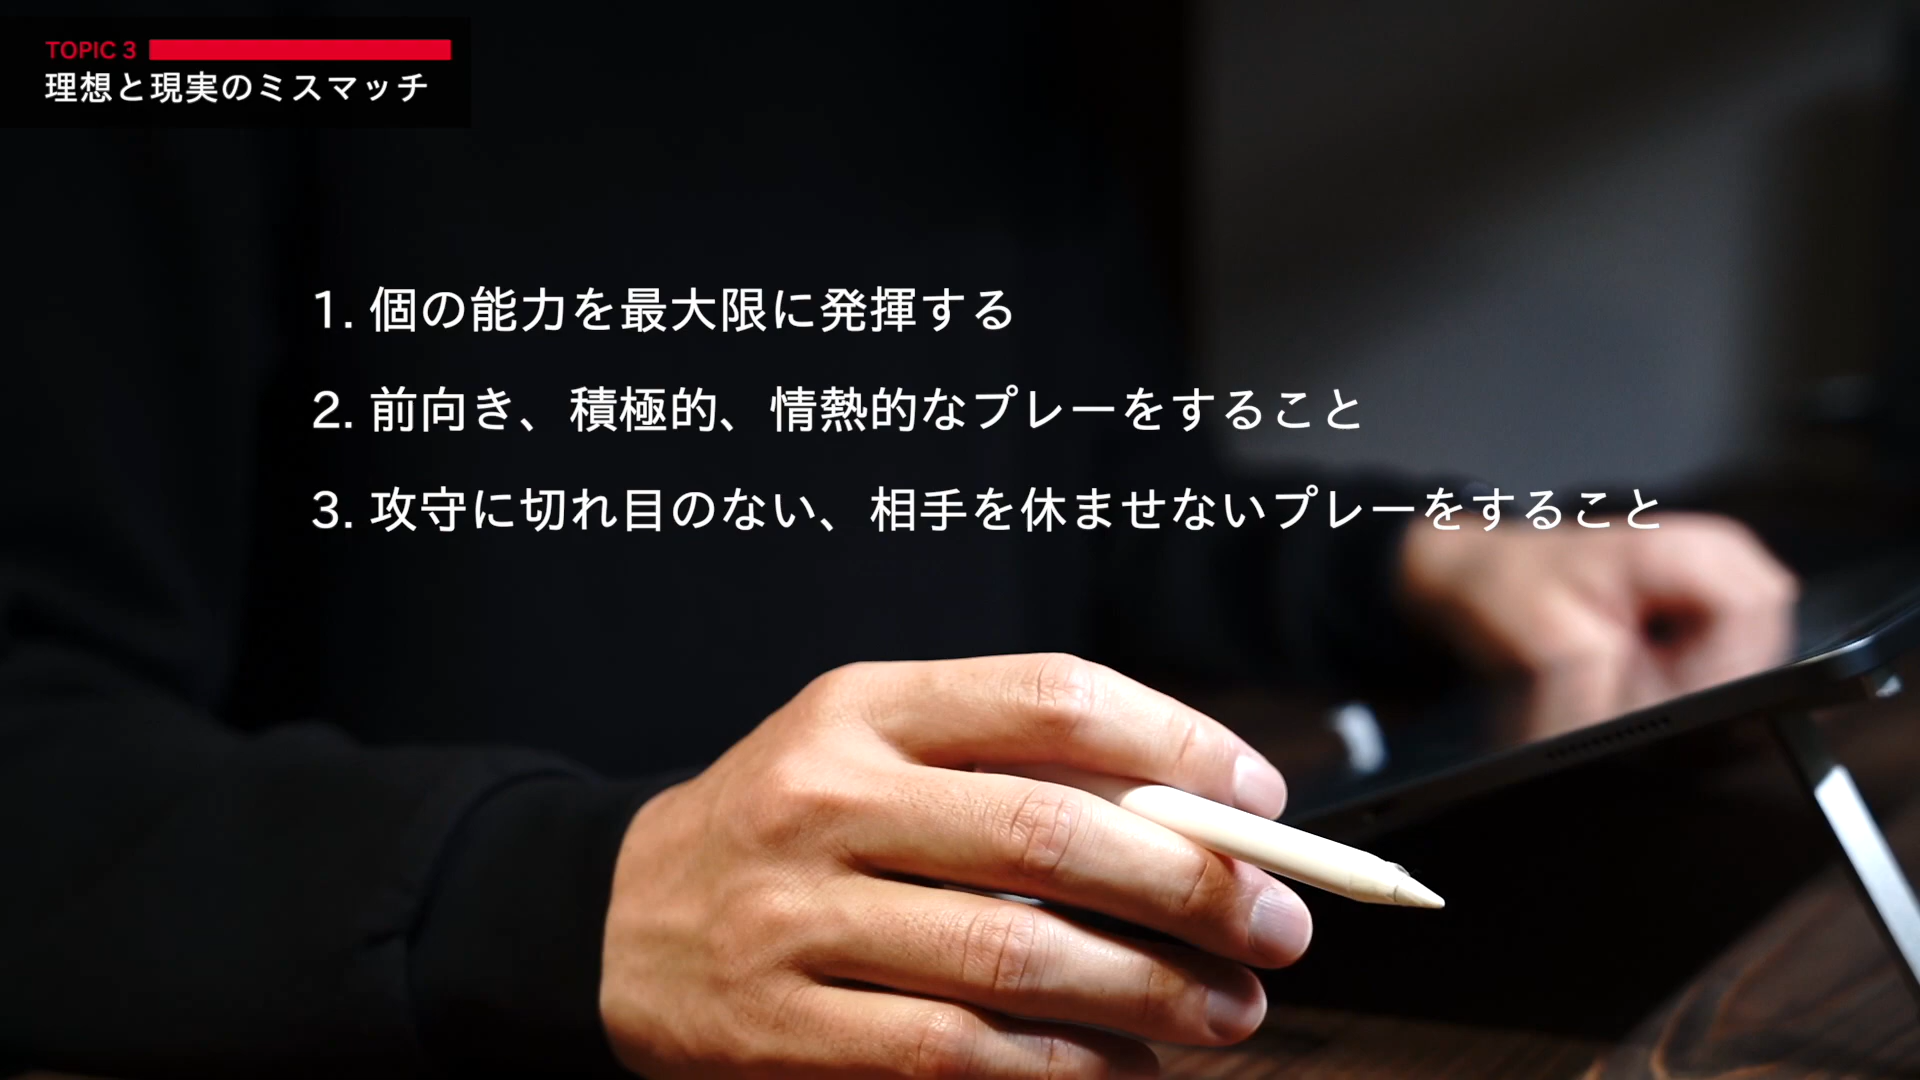 TOPIC 3
理想と現実のミスマッチ
1. 個の能力を最大限に発揮する
2. 前向き、積極的、情熱的なプレーをすること
3. 攻守に切れ目のない、相手を休ませないプレーをすること